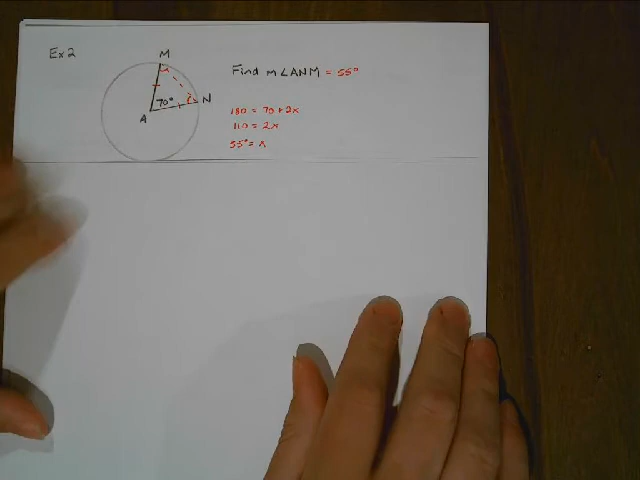 Ex 2
M
Find m∠ANM = 55°
70°
N
A
180 = 70 + 2x
110 = 2x
55° = x